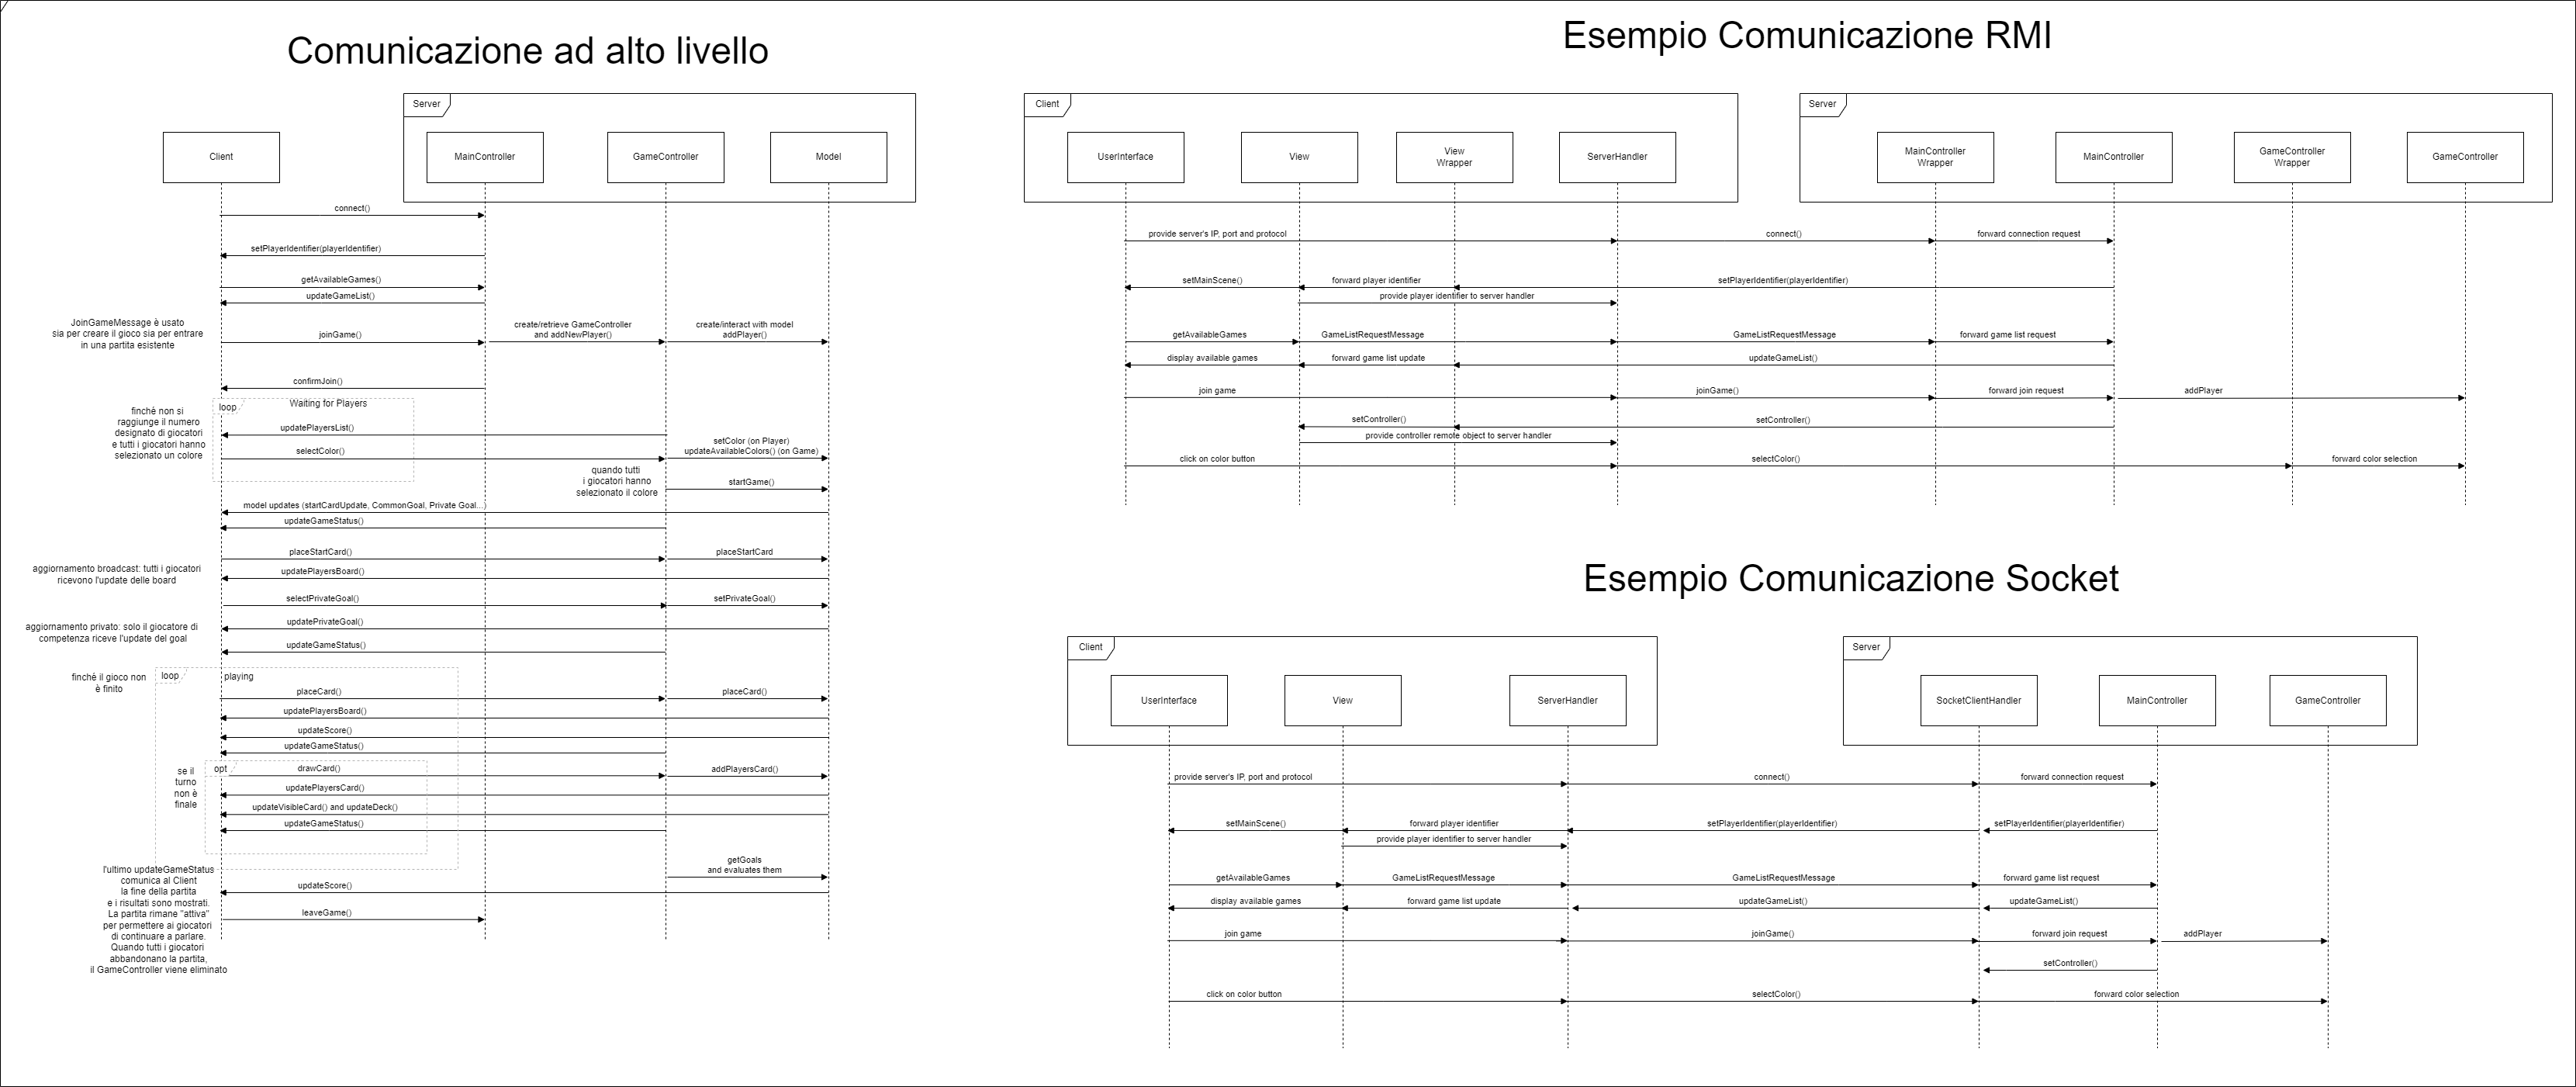 Comunicazione ad alto livello
Server
Client
MainController
GameController
Model
connect()
setPlayerIdentifier(playerIdentifier)
getAvailableGames()
updateGameList()
JoinGameMessage è usato
sia per creare il gioco sia per entrare
in una partita esistente
joinGame()
create/retrieve GameController
and addNewPlayer()
create/interact with model
addPlayer()
confirmJoin()
loop
Waiting for Players
finchè non si
raggiunge il numero
designato di giocatori
e tutti i giocatori hanno
selezionato un colore
updatePlayersList()
selectColor()
setColor (on Player)
updateAvailableColors() (on Game)
quando tutti
i giocatori hanno
selezionato il colore
startGame()
model updates (startCardUpdate, CommonGoal, Private Goal...)
updateGameStatus()
placeStartCard()
placeStartCard
aggiornamento broadcast: tutti i giocatori
ricevono l'update delle board
updatePlayersBoard()
selectPrivateGoal()
setPrivateGoal()
aggiornamento privato: solo il giocatore di
competenza riceve l'update del goal
updatePrivateGoal()
updateGameStatus()
finchè il gioco non
è finito
loop
playing
placeCard()
placeCard()
updatePlayersBoard()
updateScore()
updateGameStatus()
se il
turno
non è
finale
opt
drawCard()
addPlayersCard()
updatePlayersCard()
updateVisibleCard() and updateDeck()
updateGameStatus()
getGoals
and evaluates them
l'ultimo updateGameStatus
comunica al Client
la fine della partita
e i risultati sono mostrati.
La partita rimane "attiva"
per permettere ai giocatori
di continuare a parlare.
Quando tutti i giocatori
abbandonano la partita,
il GameController viene eliminato
updateScore()
leaveGame()
Esempio Comunicazione RMI
Client
UserInterface
View
View
Wrapper
ServerHandler
Server
MainController
Wrapper
MainController
GameController
Wrapper
GameController
provide server's IP, port and protocol
connect()
forward connection request
setMainScene()
forward player identifier
setPlayerIdentifier(playerIdentifier)
provide player identifier to server handler
getAvailableGames
GameListRequestMessage
GameListRequestMessage
forward game list request
display available games
forward game list update
updateGameList()
join game
joinGame()
forward join request
addPlayer
setController()
setController()
provide controller remote object to server handler
click on color button
selectColor()
forward color selection
Esempio Comunicazione Socket
Client
UserInterface
View
ServerHandler
Server
SocketClientHandler
MainController
GameController
provide server's IP, port and protocol
connect()
forward connection request
setMainScene()
forward player identifier
setPlayerIdentifier(playerIdentifier)
setPlayerIdentifier(playerIdentifier)
provide player identifier to server handler
getAvailableGames
GameListRequestMessage
GameListRequestMessage
forward game list request
display available games
forward game list update
updateGameList()
updateGameList()
join game
joinGame()
forward join request
addPlayer
setController()
click on color button
selectColor()
forward color selection